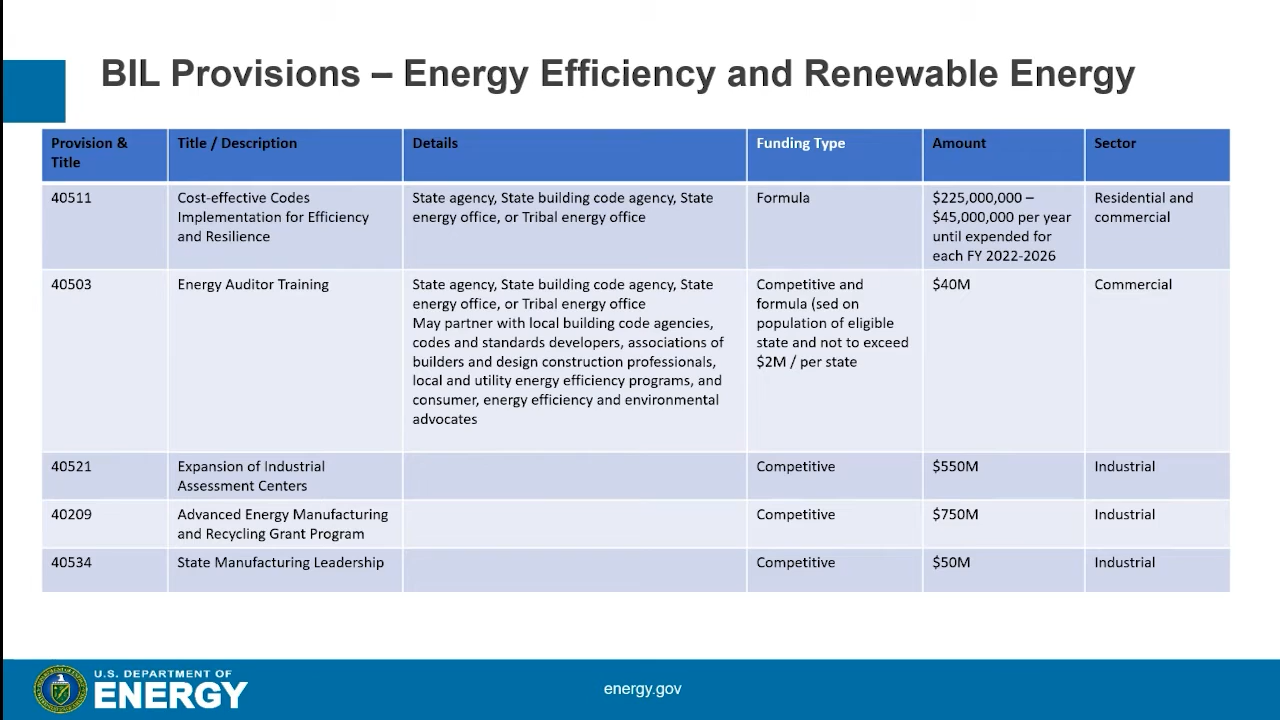 BIL Provisions – Energy Efficiency and Renewable Energy
Provision &
Title
Title / Description
Details
Funding Type
Amount
Sector
40511
Cost-effective Codes
Implementation for Efficiency
and Resilience
State agency, State building code agency, State
energy office, or Tribal energy office
Formula
$225,000,000 –
$45,000,000 per year
until expended for
each FY 2022-2026
Residential and
commercial
40503
Energy Auditor Training
State agency, State building code agency, State
energy office, or Tribal energy office
May partner with local building code agencies,
codes and standards developers, associations of
builders and design construction professionals,
local and utility energy efficiency programs, and
consumer, energy efficiency and environmental
advocates
Competitive and
formula (sed on
population of eligible
state and not to exceed
$2M / per state
$40M
Commercial
40521
Expansion of Industrial
Assessment Centers
Competitive
$550M
Industrial
40209
Advanced Energy Manufacturing
and Recycling Grant Program
Competitive
$750M
Industrial
40534
State Manufacturing Leadership
Competitive
$50M
Industrial
U.S. DEPARTMENT OF
ENERGY
energy.gov